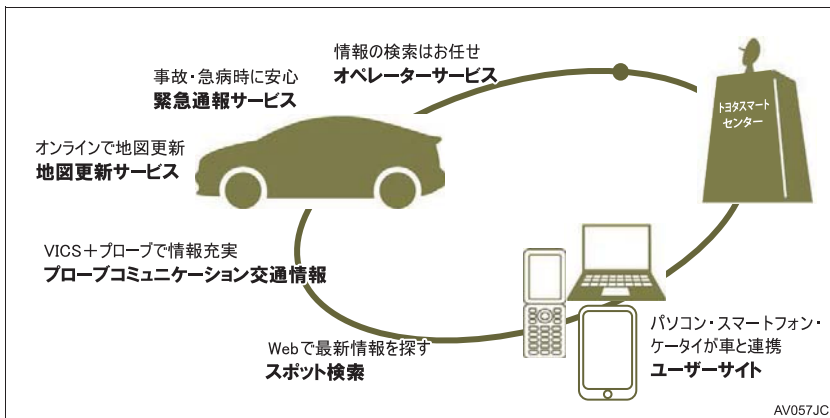 情報の検索はお任せ
オペレーターサービス
事故・急病時に安心
緊急通報サービス
トヨタスマート
センター
オンラインで地図更新
地図更新サービス
VICS＋プローブで情報充実
プローブコミュニケーション交通情報
Webで最新情報を探す
スポット検索
パソコン・スマートフォン・
ケータイが車と連携
ユーザーサイト
AV057JC